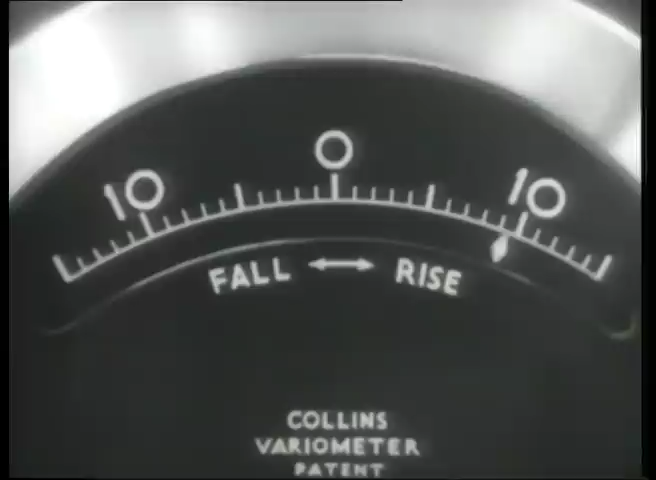 10 0 10
FALL ↔ RISE
COLLINS
VARIOMETER
PATENT